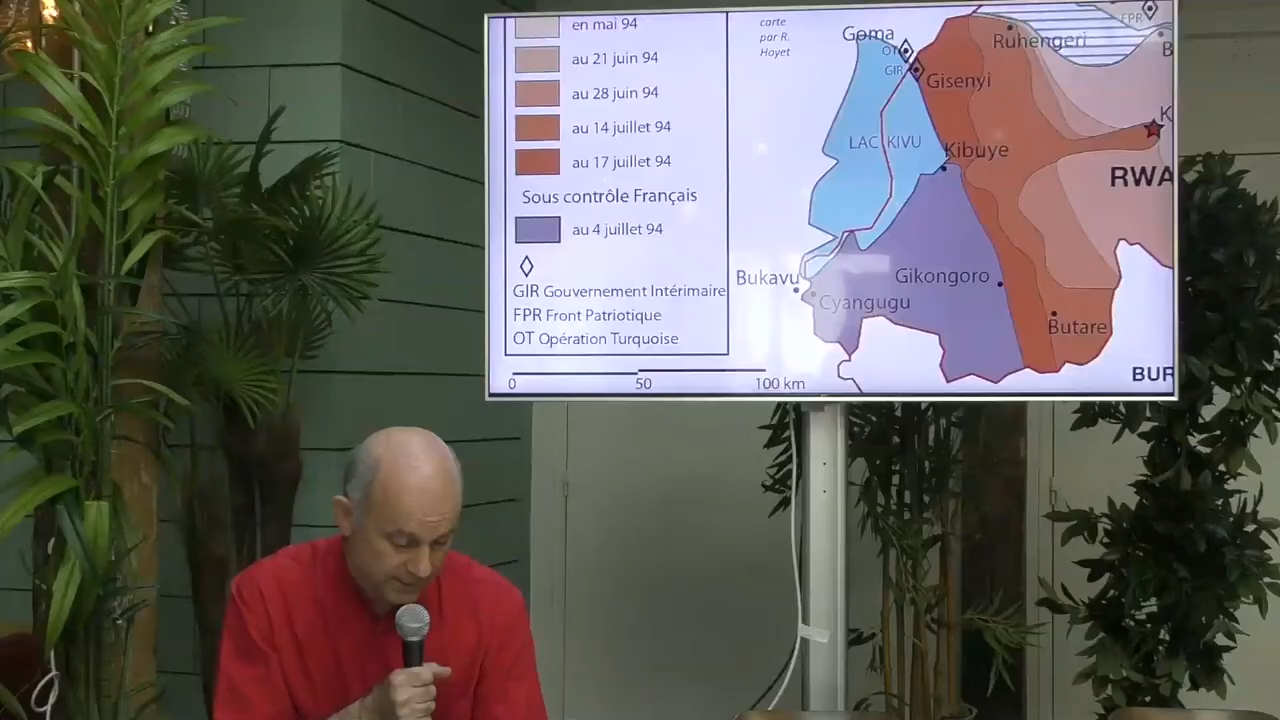 en mai 94
au 21 juin 94
au 28 juin 94
au 14 juillet 94
au 17 juillet 94
Sous contrôle Français
au 4 juillet 94
GIR Gouvernement Intérimaire
FPR Front Patriotique
OT Opération Turquoise
0 50 100 km
carte
par R.
Hoyet
Goma
OT
GIR
Gisenyi
Ruhengeri
FPR
B
K
LAC KIVU
Kibuye
RWA
Bukavu
Gikongoro
Cyangugu
Butare
BUR